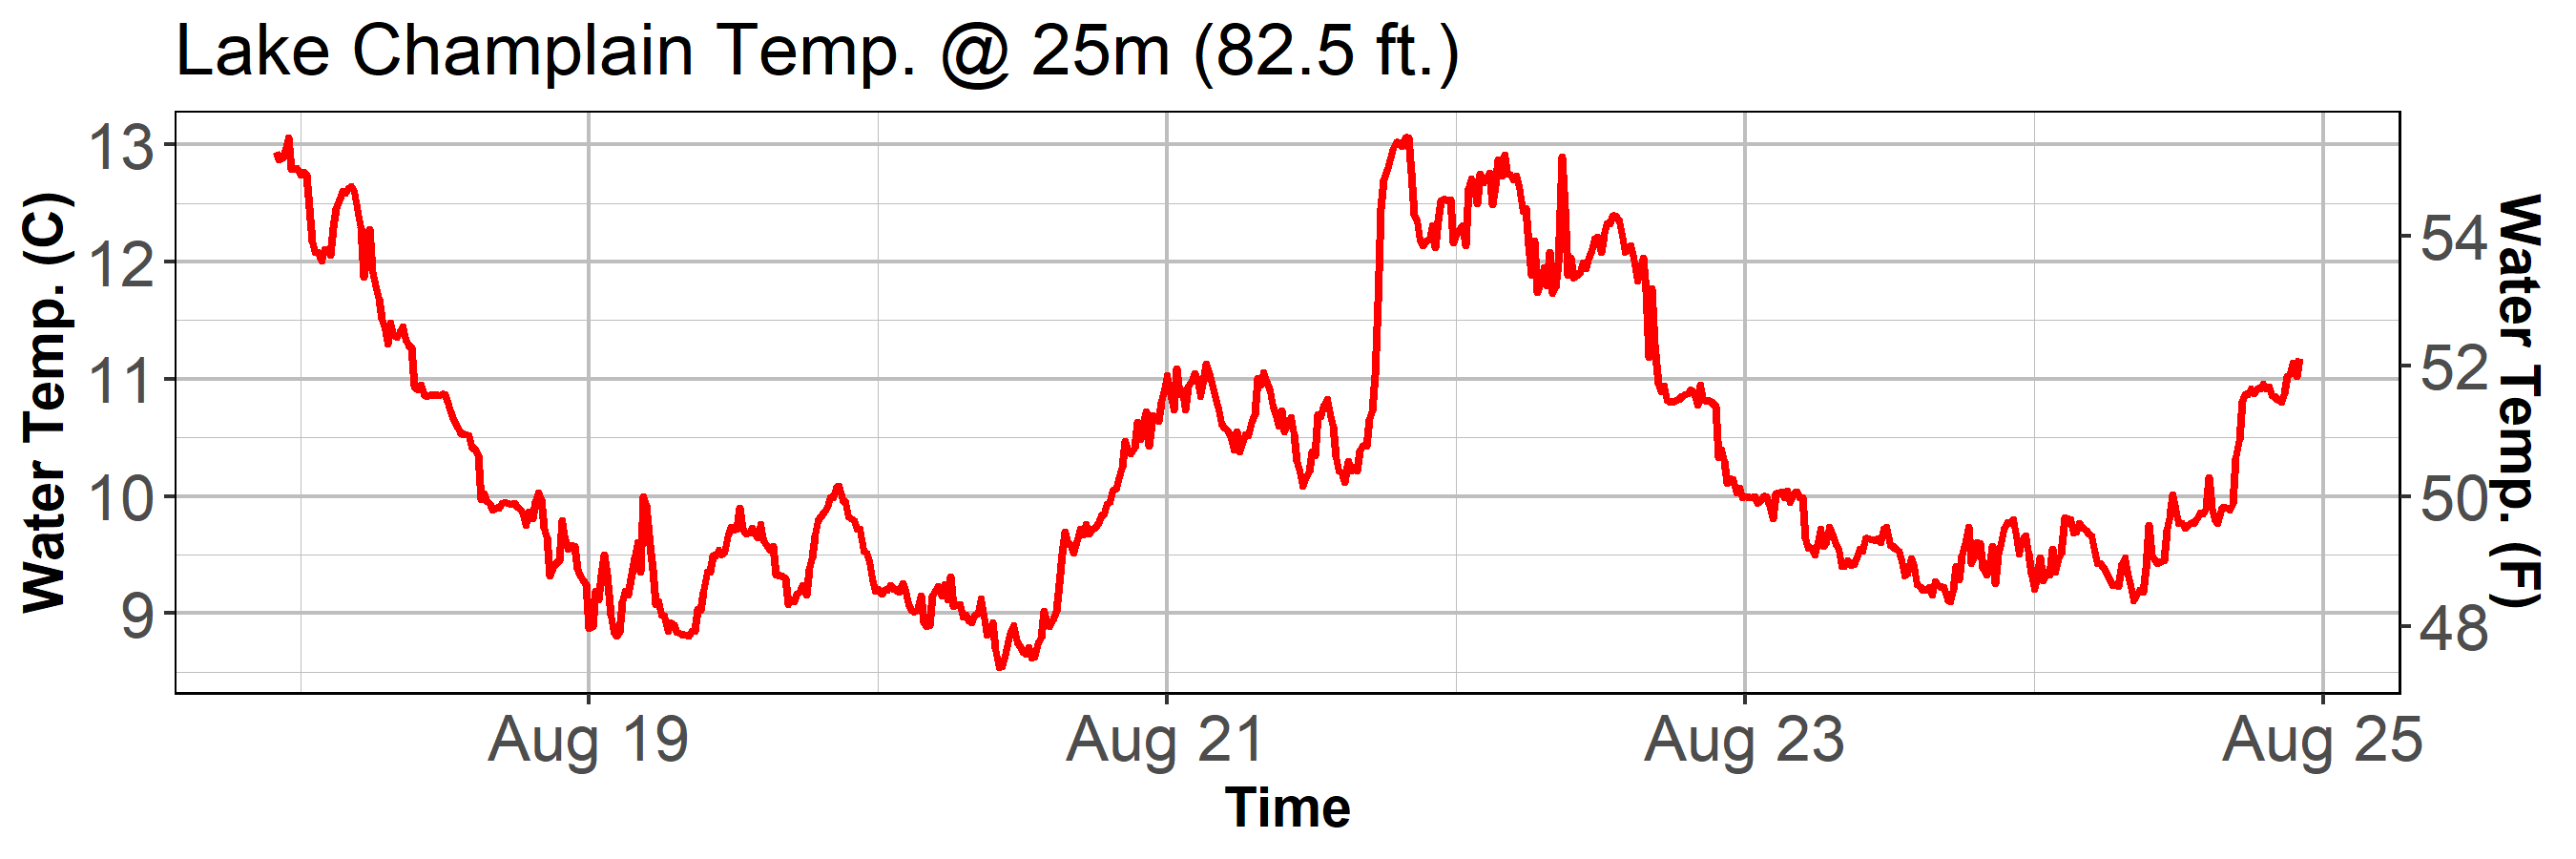 Lake Champlain Temp. @ 25m (82.5 ft.)
Water Temp. (C)
13
12
11
10
9
54
52
50
48
Water Temp. (F)
Aug 19 Aug 21 Aug 23 Aug 25
Time